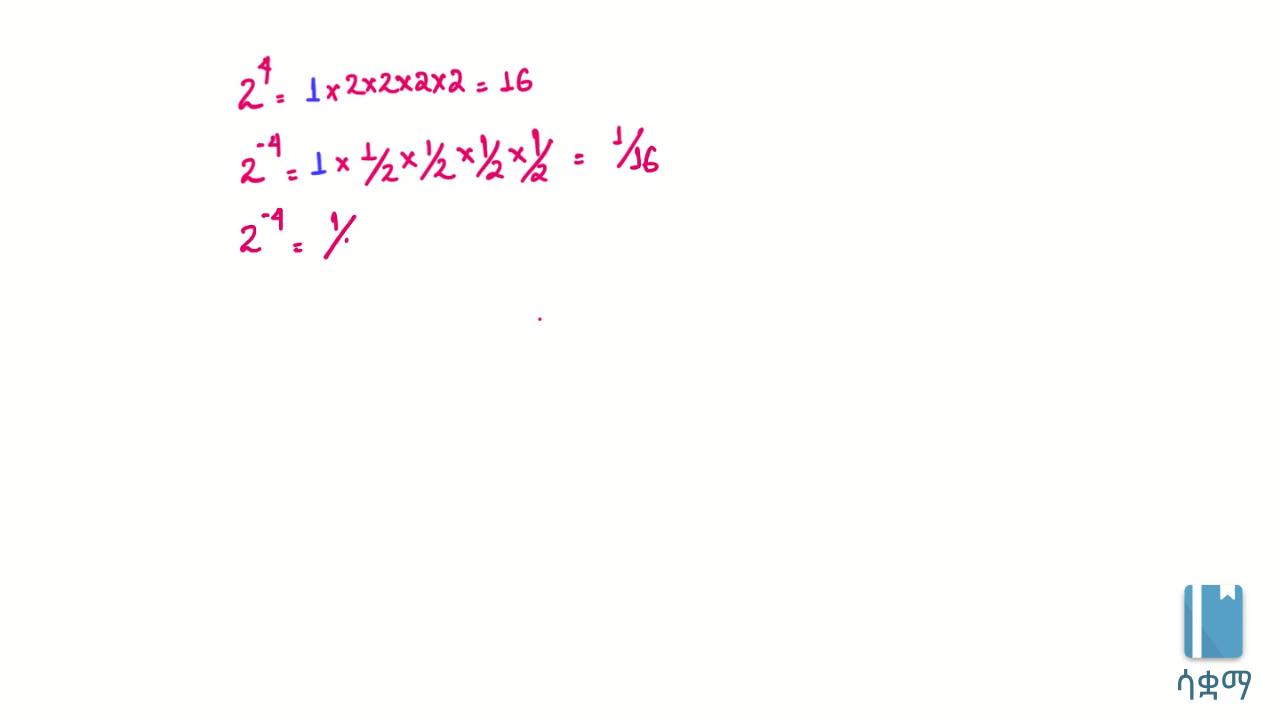 2⁴ = 1 × 2×2×2×2 = 16
2⁻⁴ = 1 × 1/2 × 1/2 × 1/2 × 1/2 = 1/16
2⁻⁴ = 1/
ሳቋማ